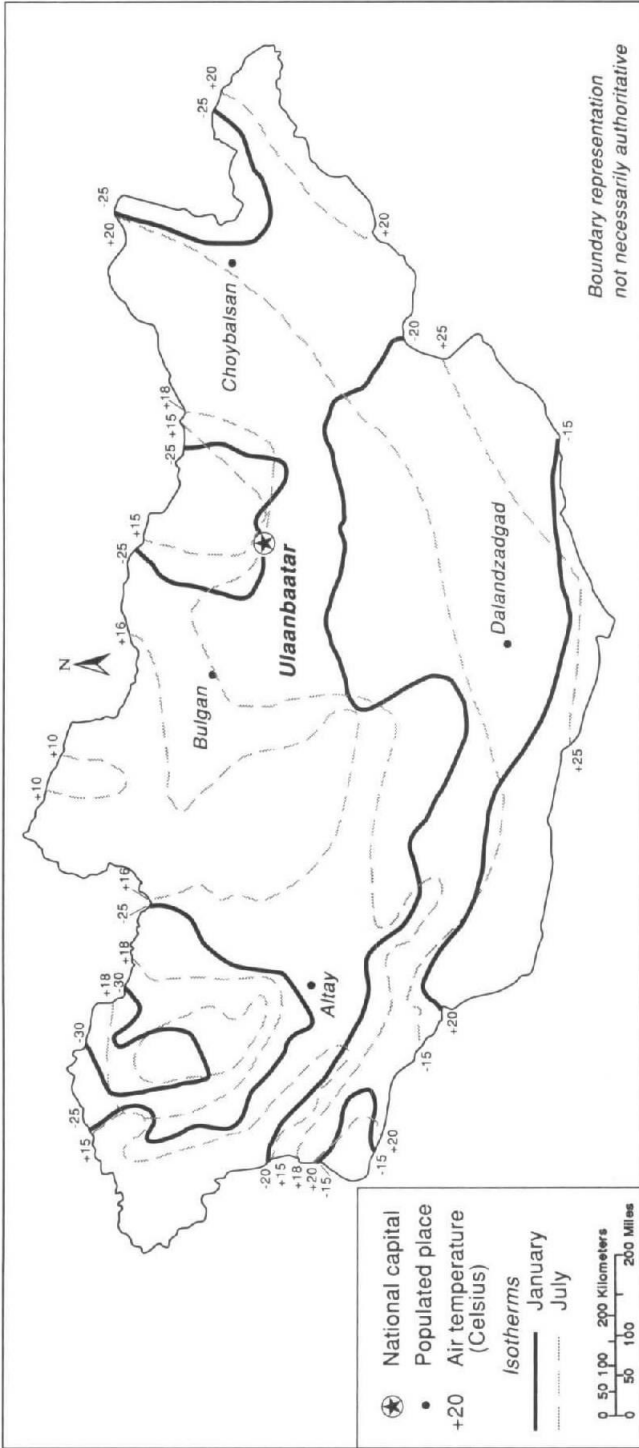 +10
+10
N
+16
-25
+15
-25
+15
+18
+20
-25
-25
+20
-30
+18
-30
+18
-25
+16
-25
+15
Bulgan
Choybalsan
Ulaanbaatar
Altay
+20
-20
+15
+18
+20
-15
-20
+25
-15
+20
-15
+20
Dalandzadgad
-15
+25
National capital
Populated place
+20 Air temperature
(Celsius)
Isotherms
January
July
0 50 100 200 Kilometers
0 50 100 200 Miles
Boundary representation
not necessarily authoritative